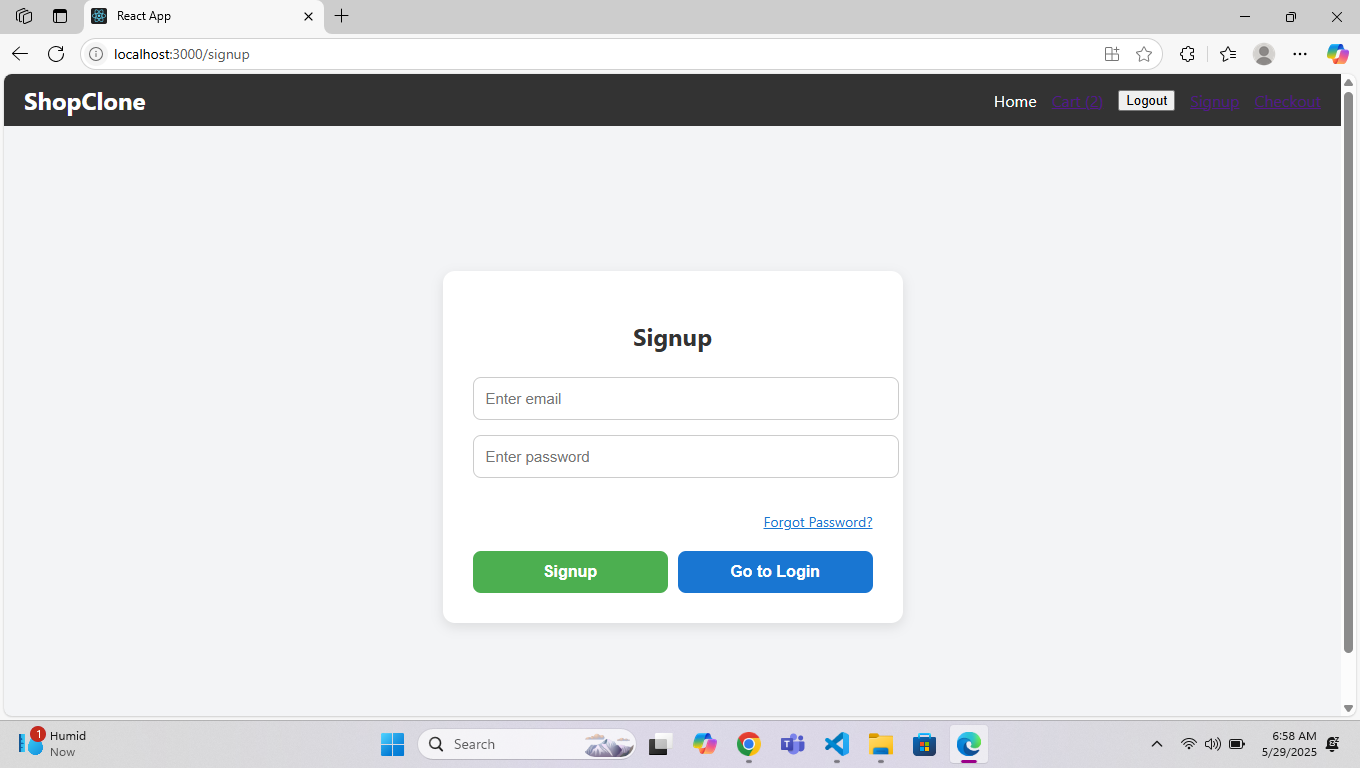 React App
localhost:3000/signup
ShopClone
Home Cart (2) Logout Signup Checkout
Signup
Enter email
Enter password
Forgot Password?
Signup Go to Login
1 Humid
Now
Search
6:58 AM
5/29/2025